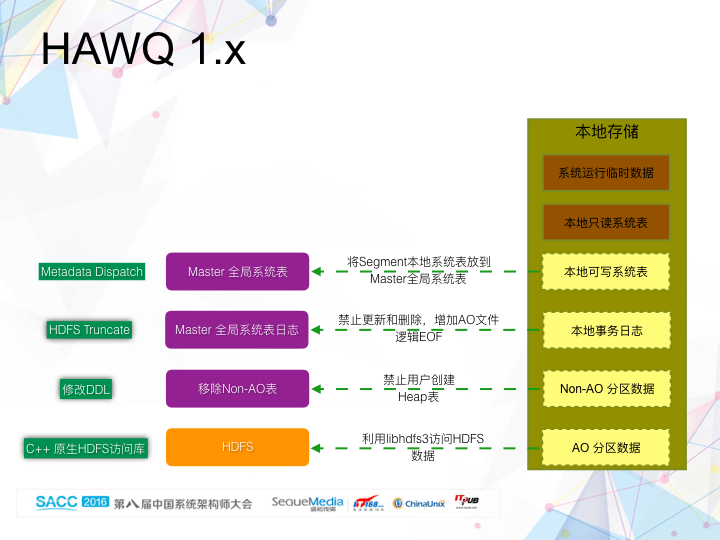 HAWQ 1.x
本地存储
系统运行临时数据
本地只读系统表
Metadata Dispatch
Master 全局系统表
将Segment本地系统表放到
Master全局系统表
本地可写系统表
HDFS Truncate
Master 全局系统表日志
禁止更新和删除，增加AO文件
逻辑EOF
本地事务日志
修改DDL
移除Non-AO表
禁止用户创建
Heap表
Non-AO 分区数据
C++ 原生HDFS访问库
HDFS
利用libhdfs3访问HDFS
数据
AO 分区数据
SACC 2016 第八届中国系统架构师大会
SequeMedia
盛拓传媒
IT168.com
ChinaUnix
ITPUB
www.itpub.net